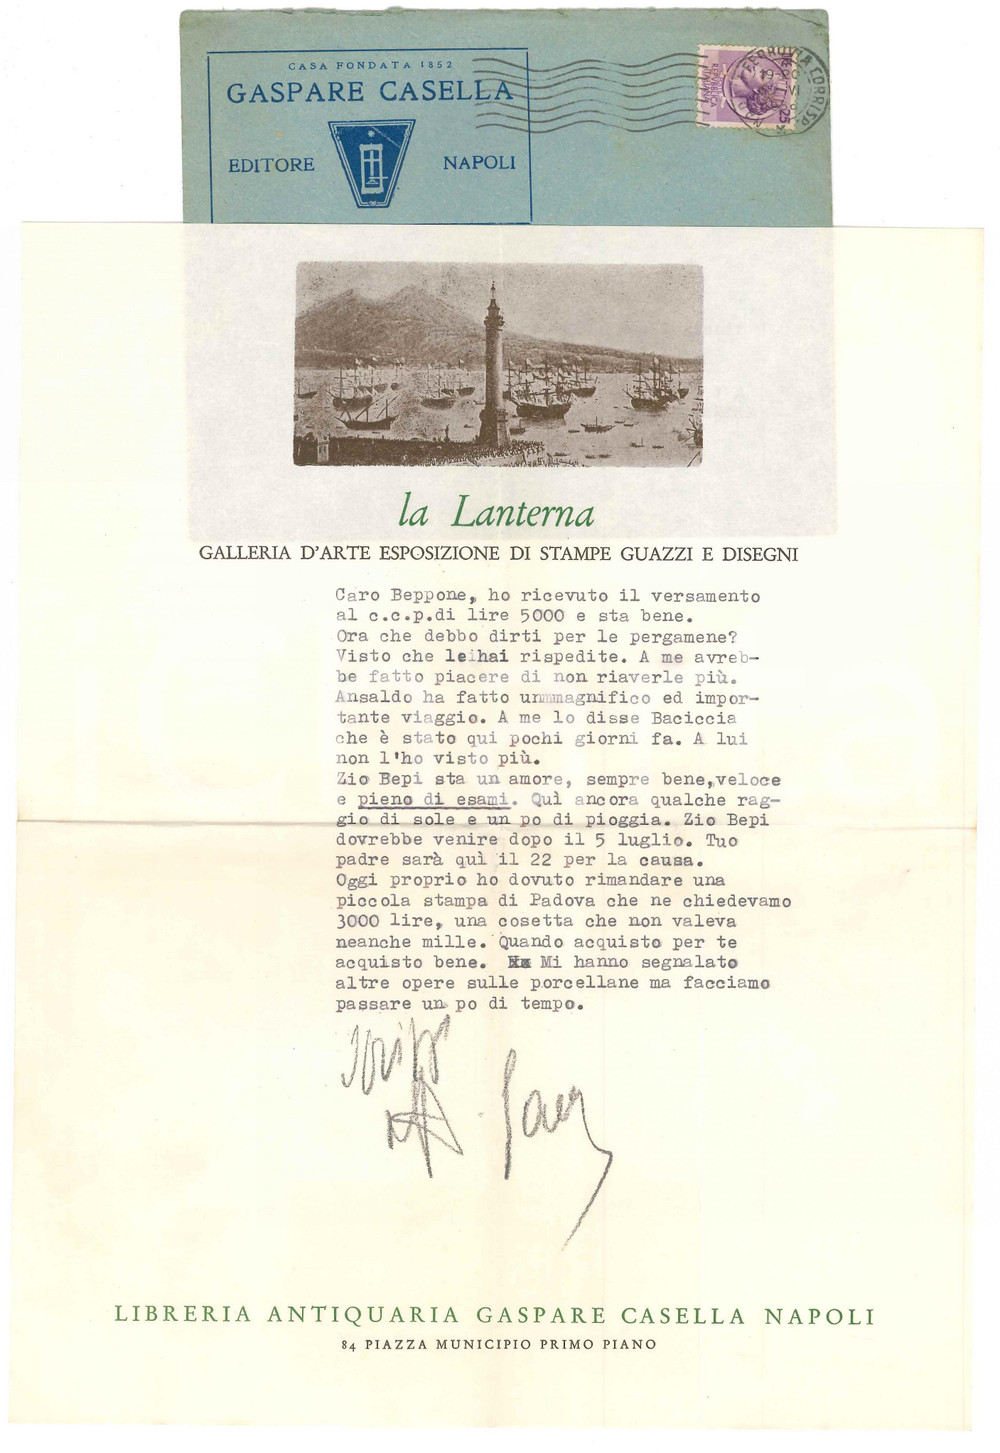 CASA FONDATA 1852
GASPARE CASELLA
EDITORE NAPOLI
la Lanterna
GALLERIA D'ARTE ESPOSIZIONE DI STAMPE GUAZZI E DISEGNI
Caro Beppone, ho ricevuto il versamento
al c.c.p.di lire 5000 e sta bene.
Ora che debbo dirti per le pergamene?
Visto che leihai rispedite. A me avreb-
be fatto piacere di non riaverle più.
Ansaldo ha fatto unmmagnifico ed impor-
tante viaggio. A me lo disse Baciccia
che è stato qui pochi giorni fa. A lui
non l'ho visto più.
Zio Bepi sta un amore, sempre bene,veloce
e pieno di esami. Quì ancora qualche rag-
gio di sole e un po di pioggia. Zio Bepi
dovrebbe venire dopo il 5 luglio. Tuo
padre sarà quì il 22 per la causa.
Oggi proprio ho dovuto rimandare una
piccola stampa di Padova che ne chiedevamo
3000 lire, una cosetta che non valeva
neanche mille. Quando acquisto per te
acquisto bene. Mi hanno segnalato
altre opere sulle porcellane ma facciamo
passare un po di tempo.
LIBRERIA ANTIQUARIA GASPARE CASELLA NAPOLI
84 PIAZZA MUNICIPIO PRIMO PIANO